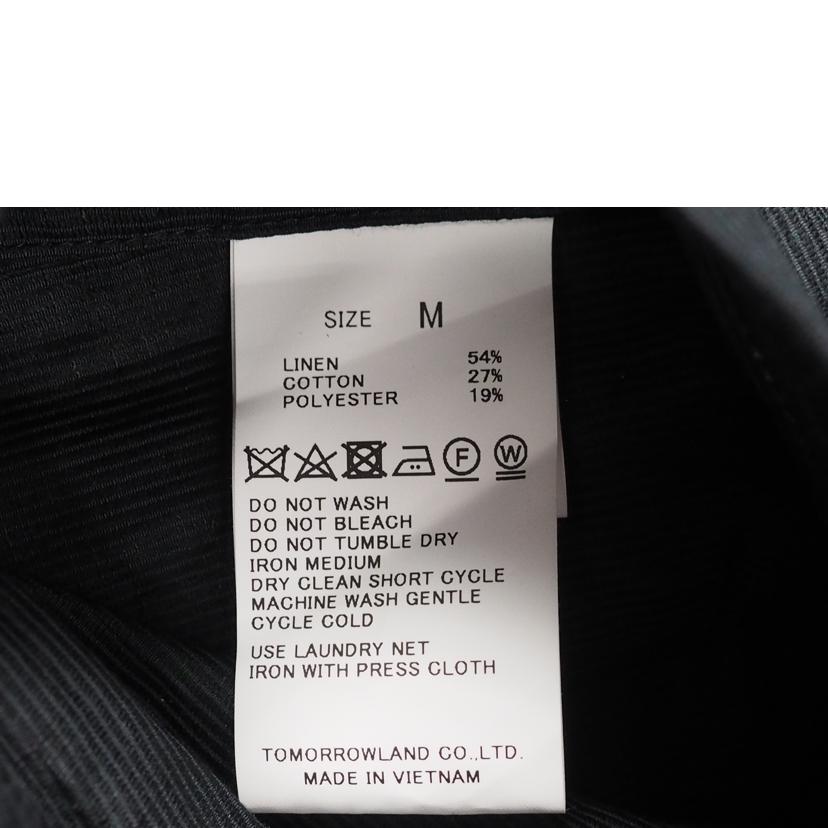 SIZE M
LINEN 54%
COTTON 27%
POLYESTER 19%
F W
DO NOT WASH
DO NOT BLEACH
DO NOT TUMBLE DRY
IRON MEDIUM
DRY CLEAN SHORT CYCLE
MACHINE WASH GENTLE
CYCLE COLD
USE LAUNDRY NET
IRON WITH PRESS CLOTH
TOMORROWLAND CO.,LTD.
MADE IN VIETNAM